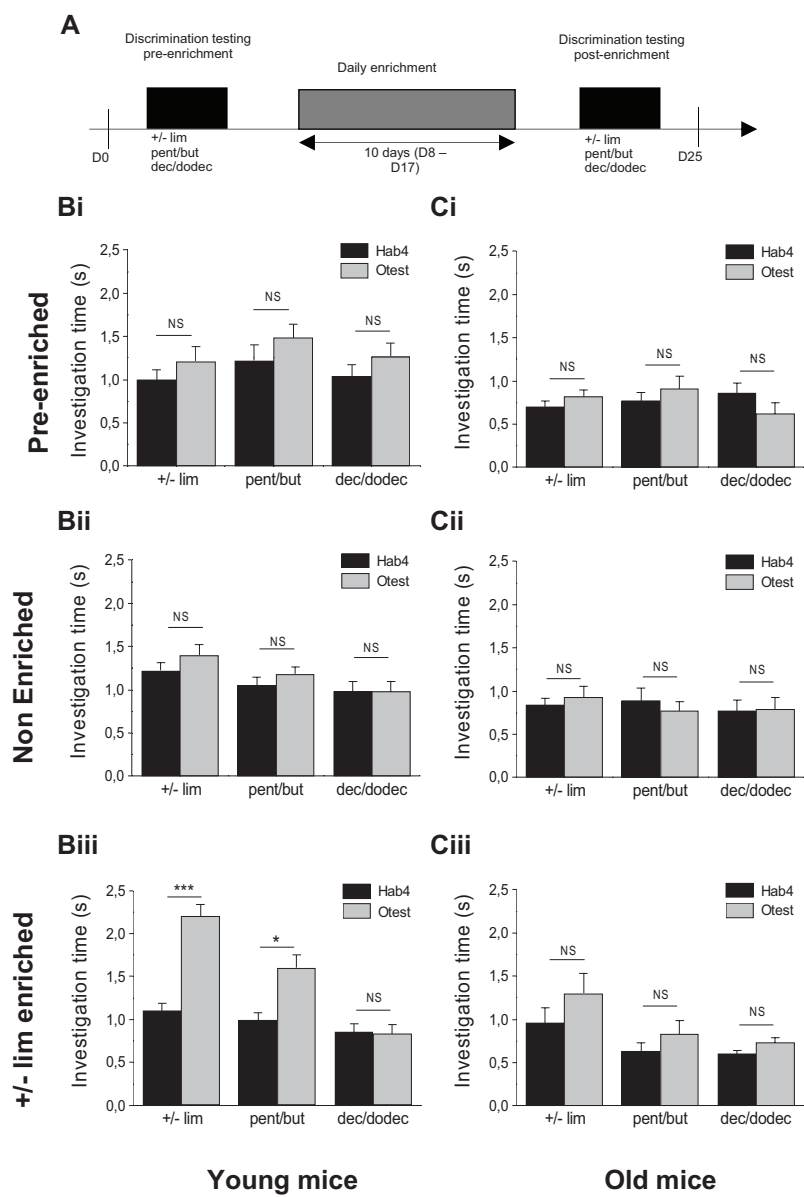 A
Discrimination testing
pre-enrichment
Daily enrichment
Discrimination testing
post-enrichment
D0
+/- lim
pent/but
dec/dodec
10 days (D8 –
D17)
+/- lim
pent/but
dec/dodec
D25
Pre-enriched
Bi
Investigation time (s)
2,5
2,0
1,5
1,0
0,5
0,0
Hab4
Otest
NS
NS
NS
+/- lim
pent/but
dec/dodec
Ci
Investigation time (s)
2,5
2,0
1,5
1,0
0,5
0,0
Hab4
Otest
NS
NS
NS
+/- lim
pent/but
dec/dodec
Non Enriched
Bii
Investigation time (s)
2,5
2,0
1,5
1,0
0,5
0,0
Hab4
Otest
NS
NS
NS
+/- lim
pent/but
dec/dodec
Cii
Investigation time (s)
2,5
2,0
1,5
1,0
0,5
0,0
Hab4
Otest
NS
NS
NS
+/- lim
pent/but
dec/dodec
+/- lim enriched
Biii
Investigation time (s)
2,5
2,0
1,5
1,0
0,5
0,0
Hab4
Otest
***
*
NS
+/- lim
pent/but
dec/dodec
Ciii
Investigation time (s)
2,5
2,0
1,5
1,0
0,5
0,0
Hab4
Otest
NS
NS
NS
+/- lim
pent/but
dec/dodec
Young mice
Old mice